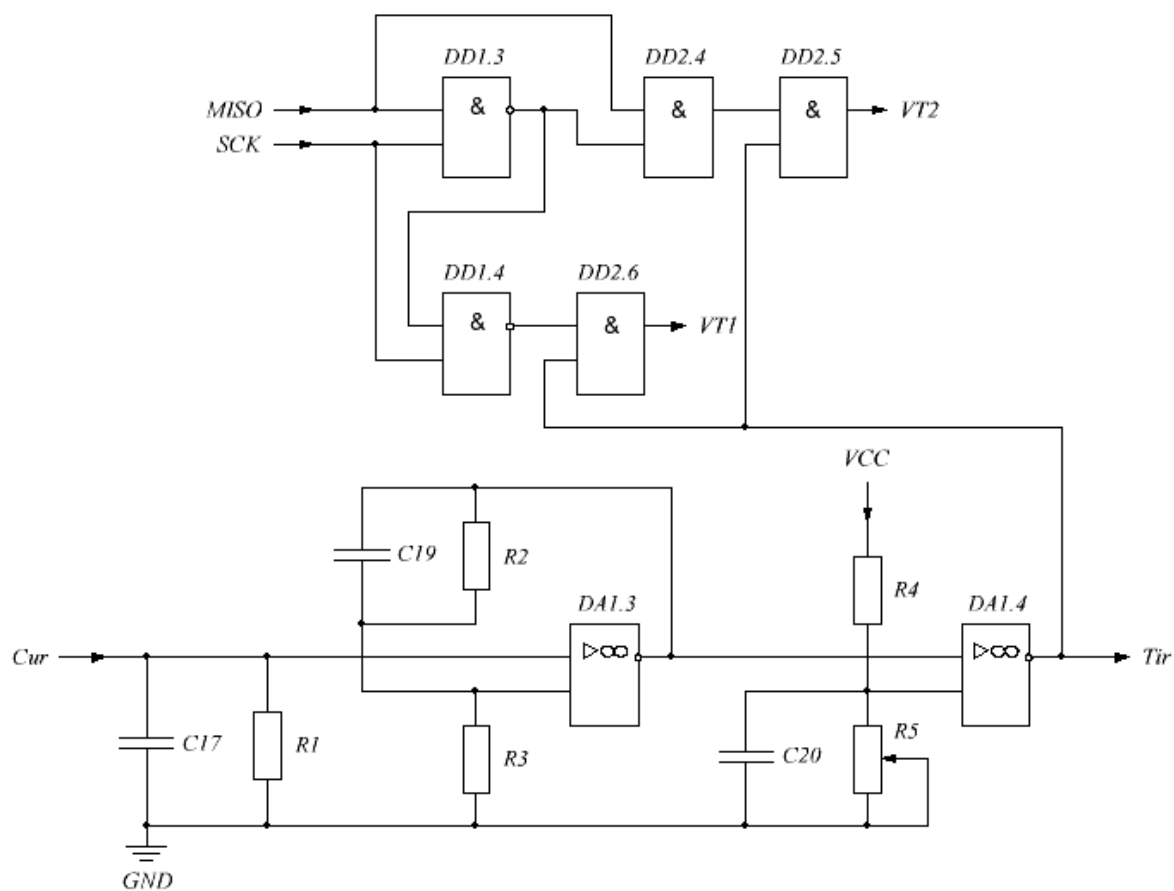 DD1.3
DD2.4
DD2.5
MISO
&
&
&
VT2
SCK
DD1.4
DD2.6
&
&
VT1
VCC
C19
R2
R4
DA1.3
DA1.4
Cur
▷∞
▷∞
Tir
C17
R1
R3
C20
R5
GND